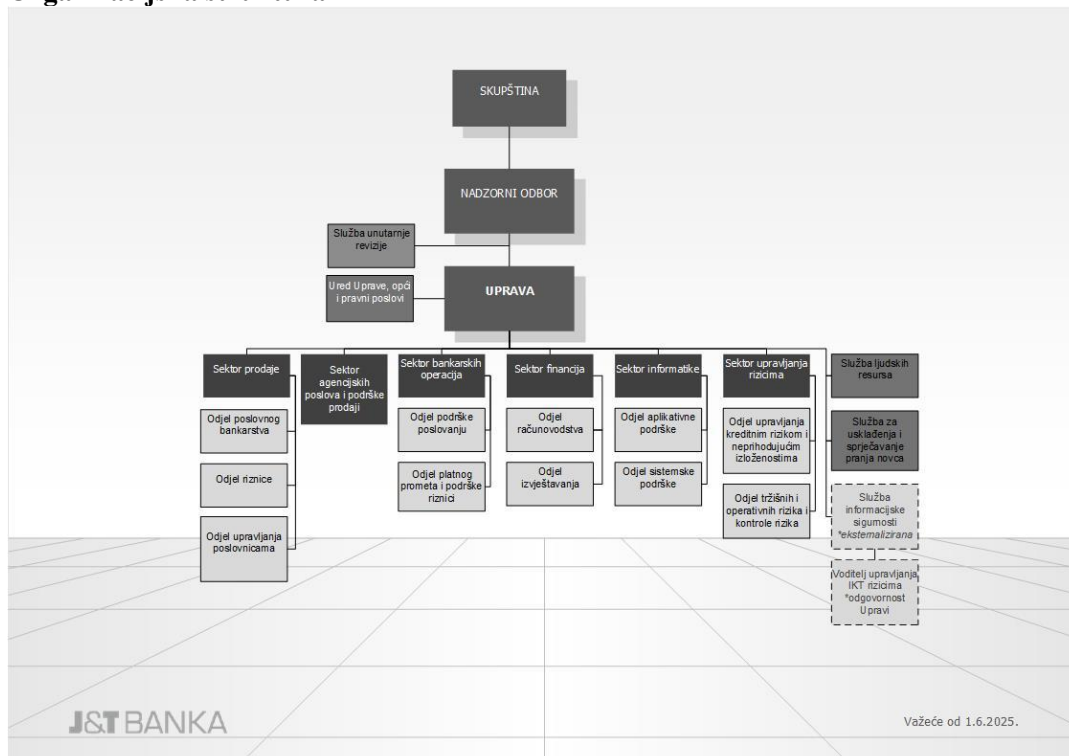 SKUPŠTINA
NADZORNI ODBOR
Služba unutarnje
revizije
Ured Uprave, opći
i pravni poslovi
UPRAVA
Sektor prodaje
Sektor
agencijskih
poslova i podrške
prodaji
Sektor bankarskih
operacija
Sektor financija
Sektor informatike
Sektor upravljanja
rizicima
Služba ljudskih
resursa
Odjel poslovnog
bankarstva
Odjel podrške
poslovanju
Odjel
računovodstva
Odjel aplikativne
podrške
Odjel upravljanja
kreditnim rizikom i
neprihodujućim
izloženostima
Služba za
usklađenja i
sprječavanje
pranja novca
Odjel riznice
Odjel platnog
prometa i podrške
riznici
Odjel
izvještavanja
Odjel sistemske
podrške
Odjel tržišnih i
operativnih rizika i
kontrole rizika
Služba
informacijske
sigurnosti
*eksternalizirana
Odjel upravljanja
poslovnicama
Voditelj upravljanja
IKT rizicima
*odgovornost
Upravi
J&T BANKA
Važeće od 1.6.2025.